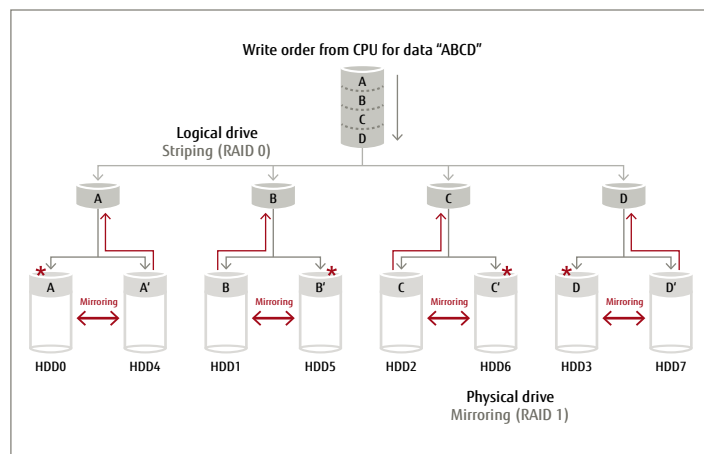 Write order from CPU for data “ABCD”
A
B
C
D
Logical drive
Striping (RAID 0)
A
B
C
D
* A
A'
B
B' *
C
C' *
* D
D'
Mirroring
Mirroring
Mirroring
Mirroring
HDD0
HDD4
HDD1
HDD5
HDD2
HDD6
HDD3
HDD7
Physical drive
Mirroring (RAID 1)